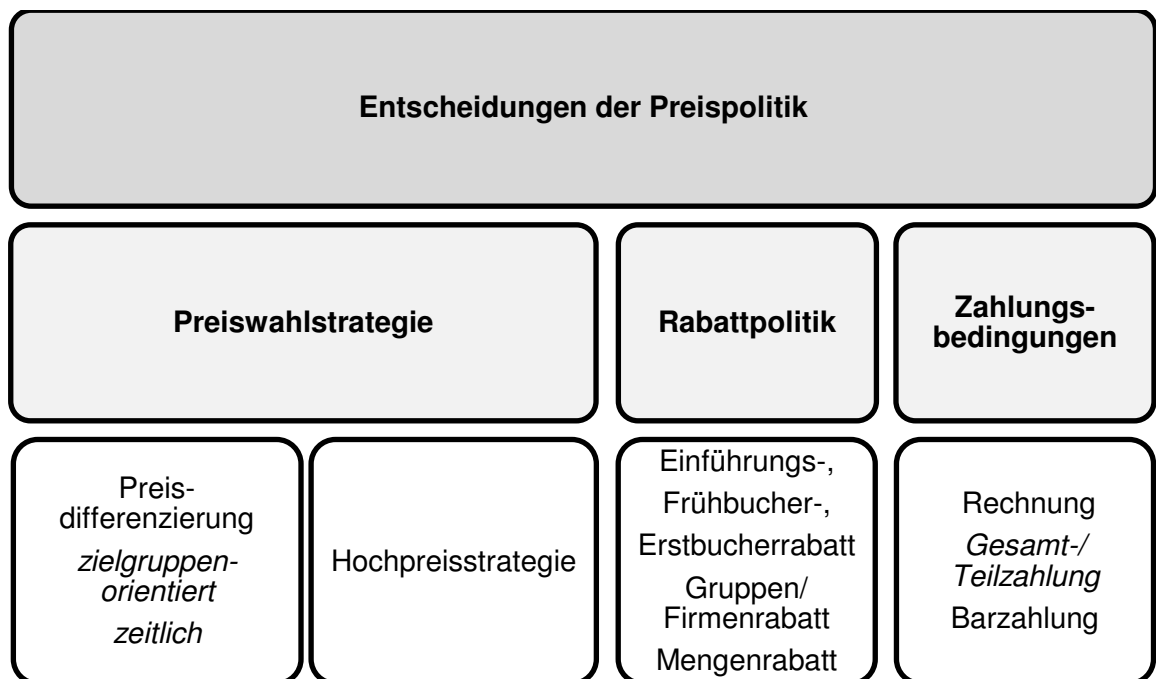 Entscheidungen der Preispolitik
Preiswahlstrategie
Rabattpolitik
Zahlungs-
bedingungen
Preis-
differenzierung
zielgruppen-
orientiert
zeitlich
Hochpreisstrategie
Einführungs-,
Frühbucher-,
Erstbucherrabatt
Gruppen/
Firmenrabatt
Mengenrabatt
Rechnung
Gesamt-/
Teilzahlung
Barzahlung